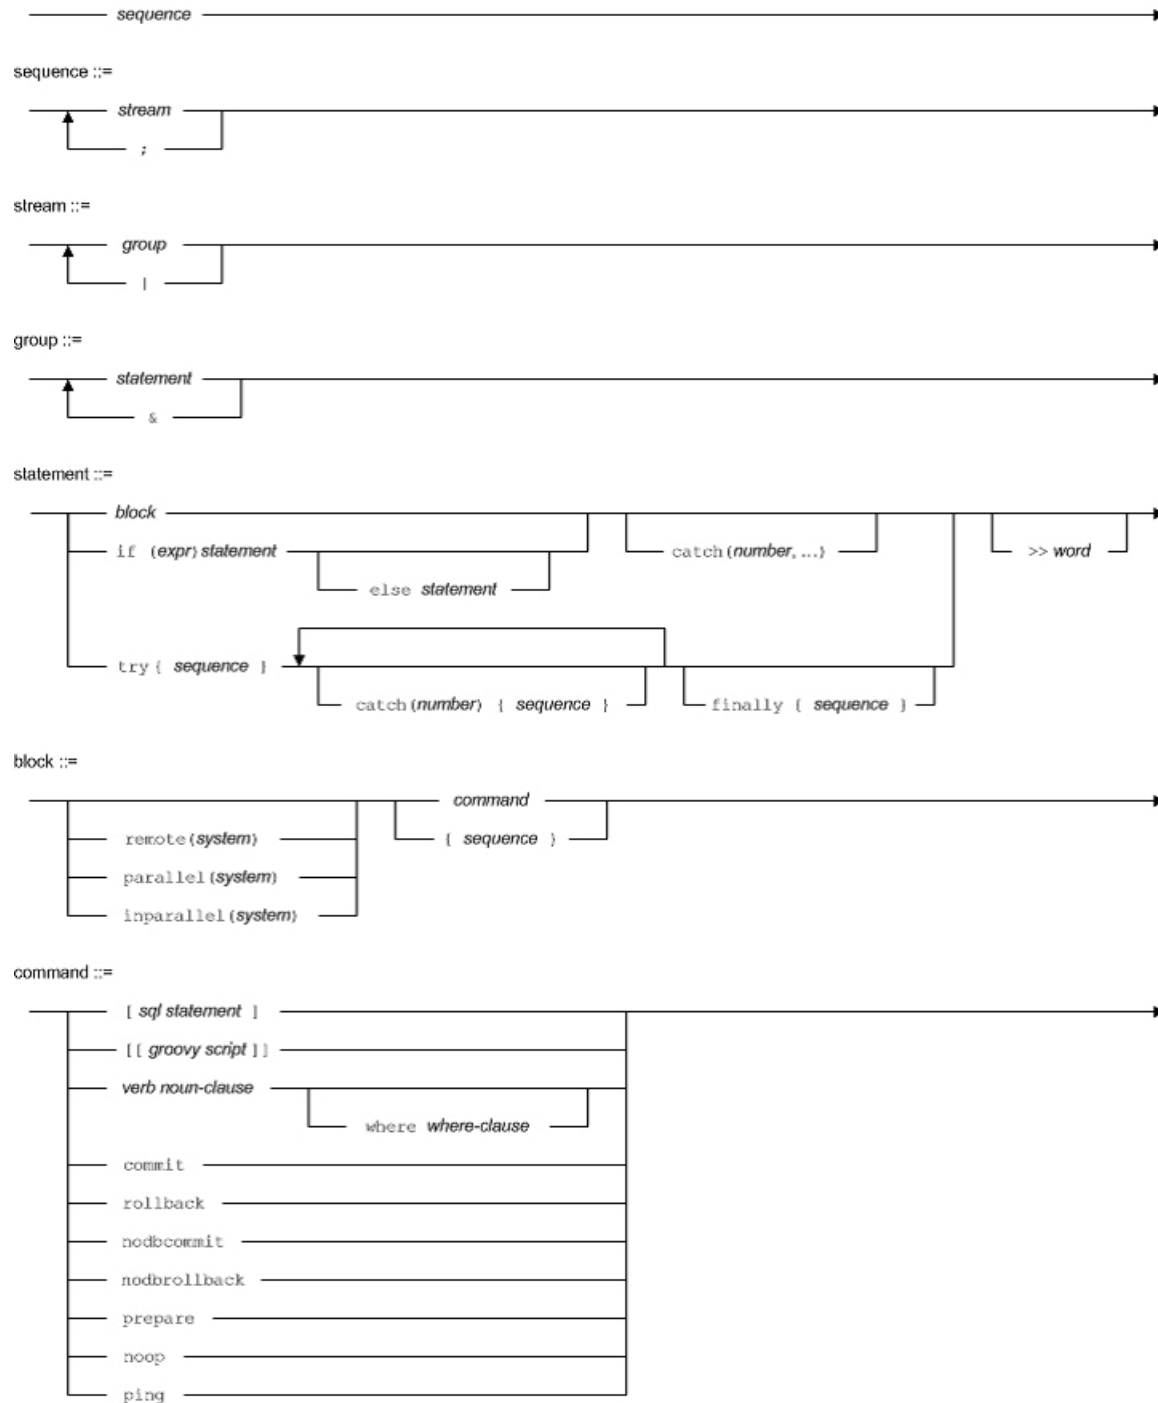 sequence
sequence ::=
stream
;
stream ::=
group
|
group ::=
statement
&
statement ::=
block
if (expr) statement
catch(number, ...)
>> word
else statement
try { sequence }
catch(number) { sequence }
finally { sequence }
block ::=
command
remote(system)
{ sequence }
parallel(system)
inparallel(system)
command ::=
[ sql statement ]
[[ groovy script ]]
verb noun-clause
where where-clause
commit
rollback
nodbcommit
nodbrollback
prepare
noop
ping